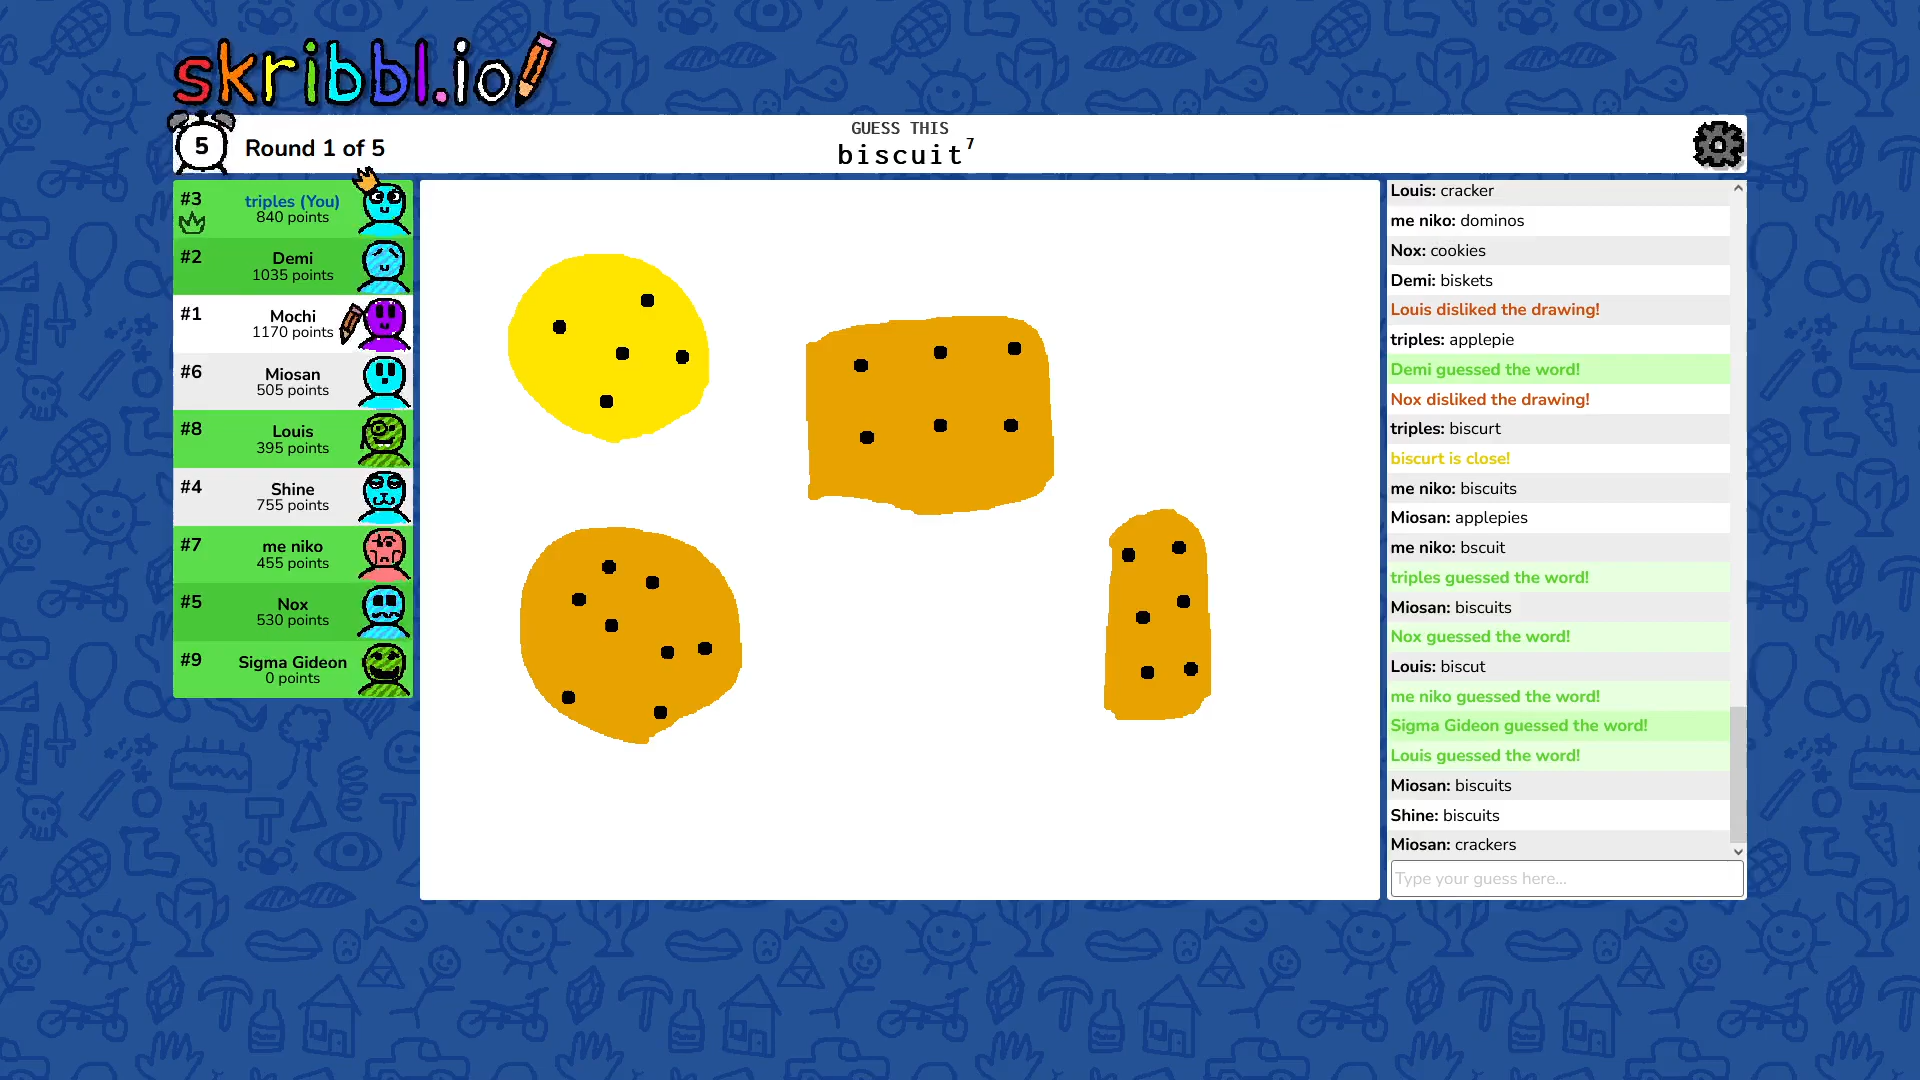 skribbl.io
5
Round 1 of 5
GUESS THIS
biscuit 7
#3
triples (You)
840 points
#2
Demi
1035 points
#1
Mochi
1170 points
#6
Miosan
505 points
#8
Louis
395 points
#4
Shine
755 points
#7
me niko
455 points
#5
Nox
530 points
#9
Sigma Gideon
0 points
Louis: cracker
me niko: dominos
Nox: cookies
Demi: biskets
Louis disliked the drawing!
triples: applepie
Demi guessed the word!
Nox disliked the drawing!
triples: biscurt
biscurt is close!
me niko: biscuits
Miosan: applepies
me niko: bscuit
triples guessed the word!
Miosan: biscuits
Nox guessed the word!
Louis: biscut
me niko guessed the word!
Sigma Gideon guessed the word!
Louis guessed the word!
Miosan: biscuits
Shine: biscuits
Miosan: crackers
Type your guess here...